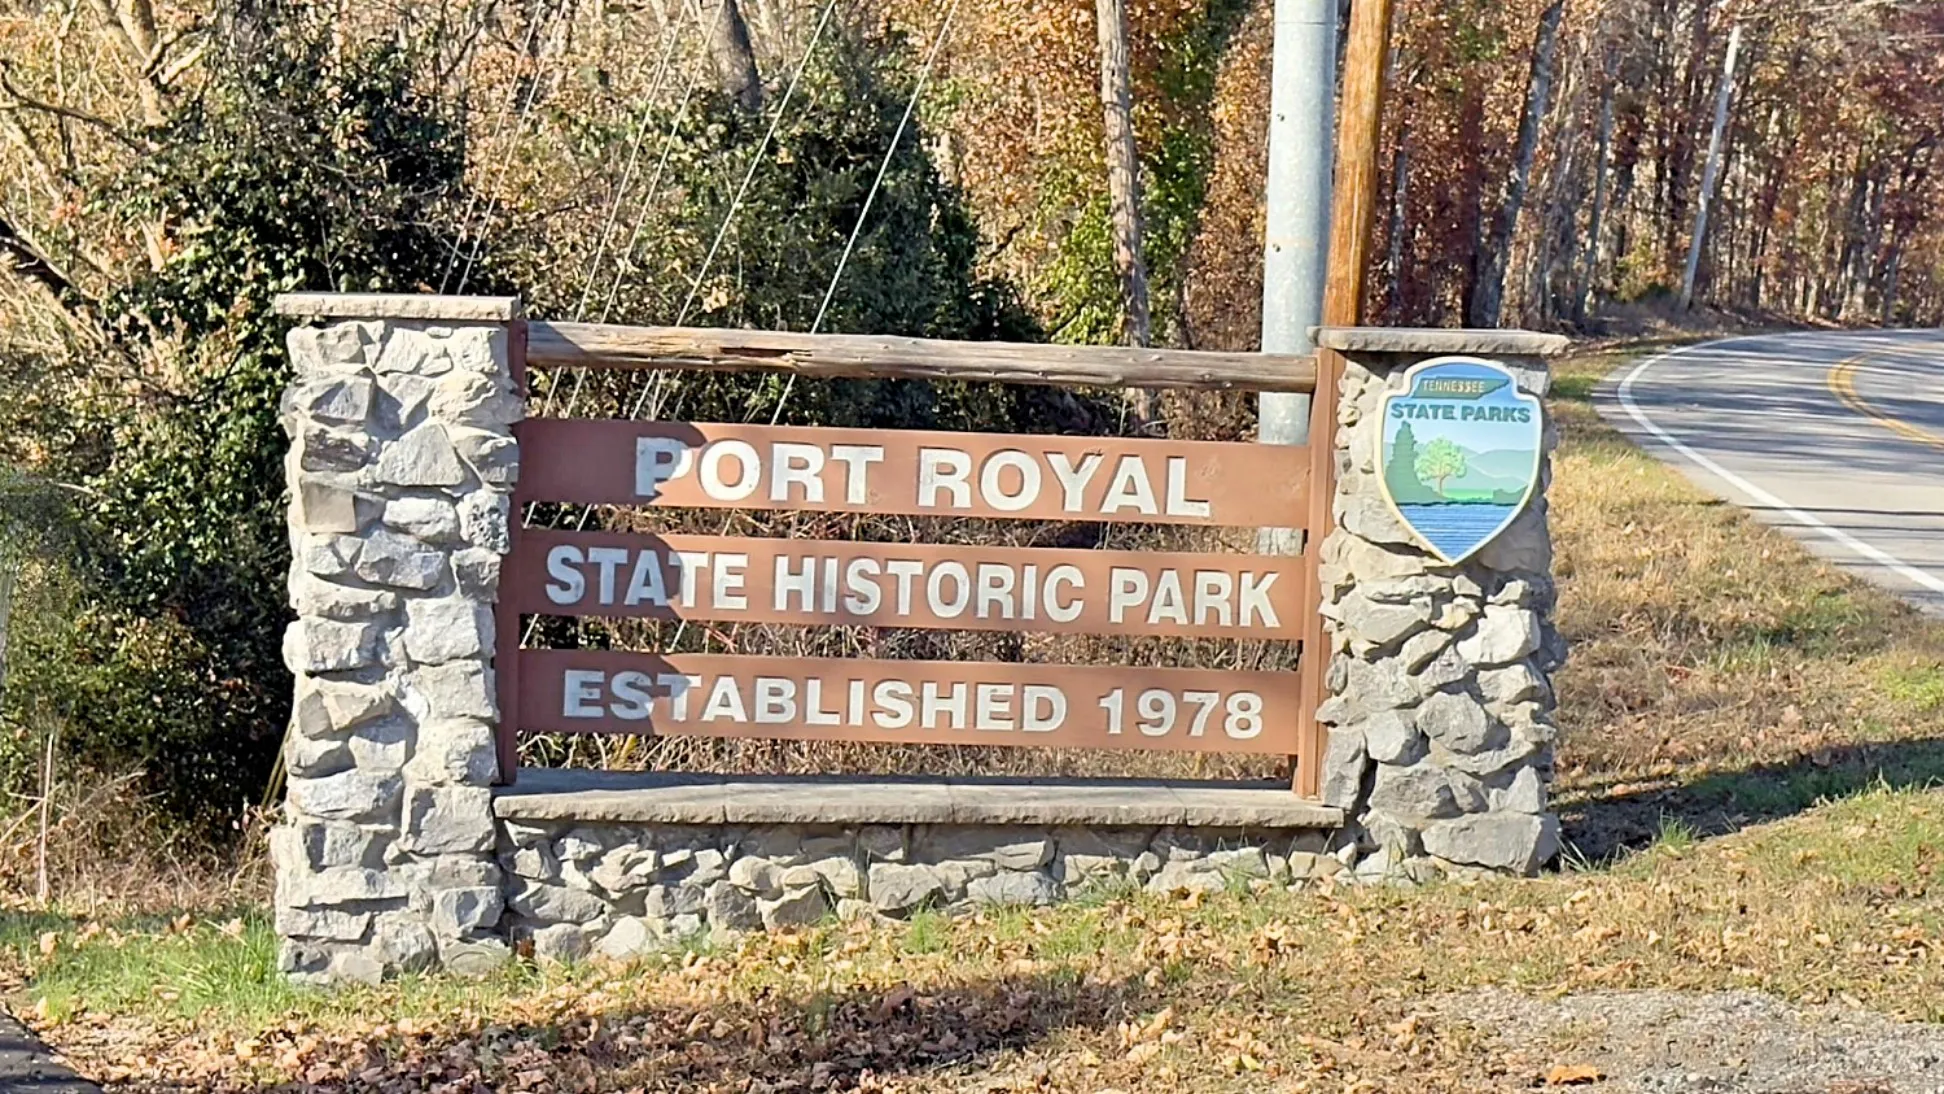 PORT ROYAL
STATE HISTORIC PARK
ESTABLISHED 1978
TENNESSEE
STATE PARKS